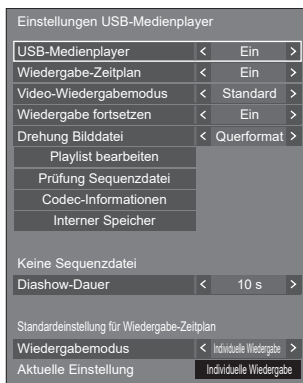 Einstellungen USB-Medienplayer
USB-Medienplayer < Ein >
Wiedergabe-Zeitplan < Ein >
Video-Wiedergabemodus < Standard >
Wiedergabe fortsetzen < Ein >
Drehung Bilddatei < Querformat >
Playlist bearbeiten
Prüfung Sequenzdatei
Codec-Informationen
Interner Speicher
Keine Sequenzdatei
Diashow-Dauer < 10 s >
Standardeinstellung für Wiedergabe-Zeitplan
Wiedergabemodus < Individuelle Wiedergabe >
Aktuelle Einstellung Individuelle Wiedergabe